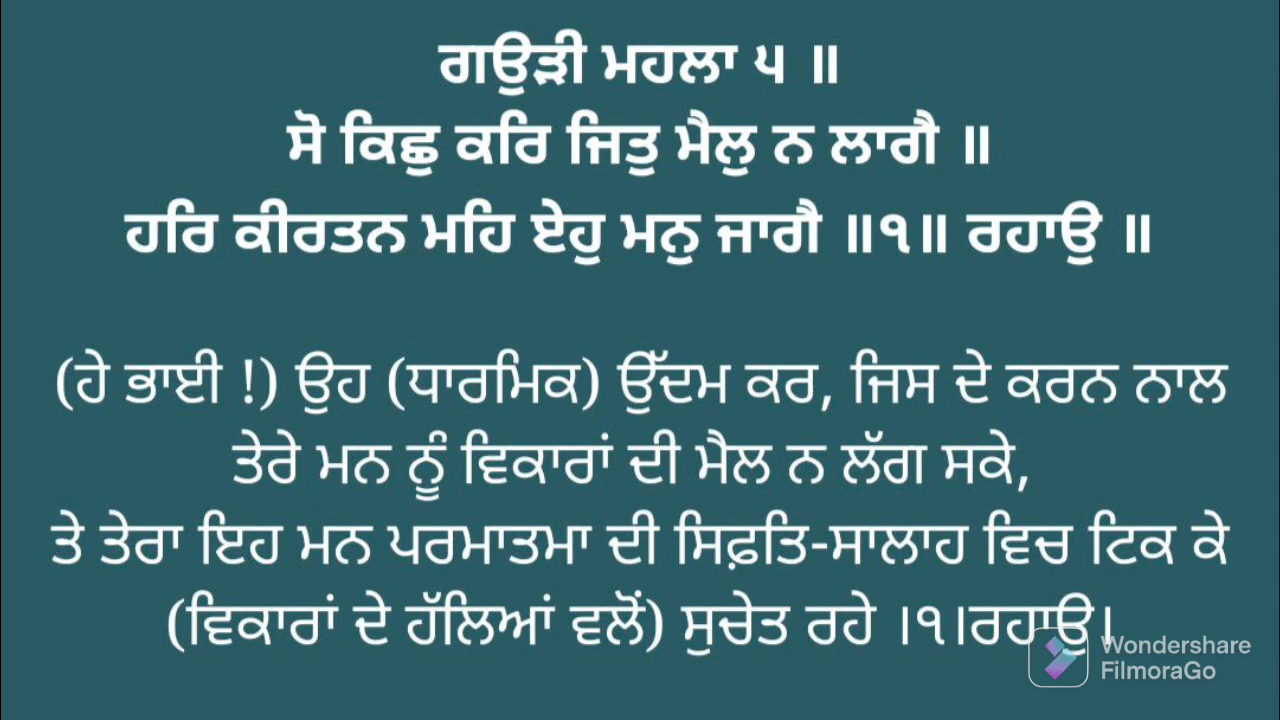 ਗਉੜੀ ਮਹਲਾ ੫ ॥
ਸੋ ਕਿਛੁ ਕਰਿ ਜਿਤੁ ਮੈਲੁ ਨ ਲਾਗੈ ॥
ਹਰਿ ਕੀਰਤਨ ਮਹਿ ਏਹੁ ਮਨੁ ਜਾਗੈ ॥੧॥ ਰਹਾਉ ॥
(ਹੇ ਭਾਈ !) ਉਹ (ਧਾਰਮਿਕ) ਉੱਦਮ ਕਰ, ਜਿਸ ਦੇ ਕਰਨ ਨਾਲ
ਤੇਰੇ ਮਨ ਨੂੰ ਵਿਕਾਰਾਂ ਦੀ ਮੈਲ ਨ ਲੱਗ ਸਕੇ,
ਤੇ ਤੇਰਾ ਇਹ ਮਨ ਪਰਮਾਤਮਾ ਦੀ ਸਿਫ਼ਤਿ-ਸਾਲਾਹ ਵਿਚ ਟਿਕ ਕੇ
(ਵਿਕਾਰਾਂ ਦੇ ਹੱਲਿਆਂ ਵਲੋਂ) ਸੁਚੇਤ ਰਹੇ ।੧।ਰਹਾਉ।
Wondershare
FilmoraGo